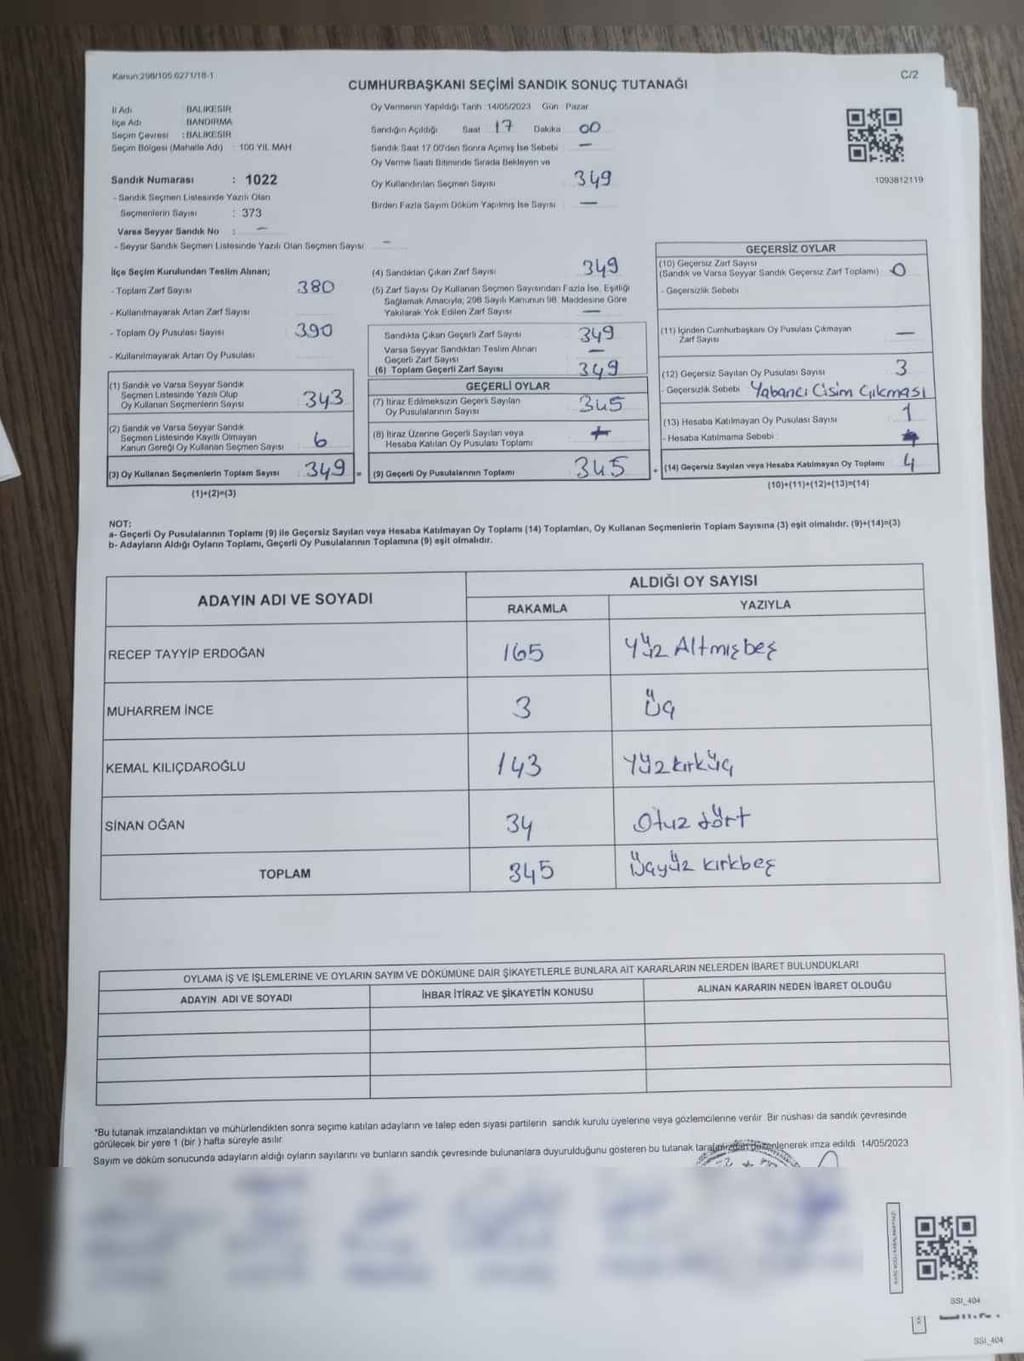 Kanun:298/105.6271/18-1
C/2
CUMHURBAŞKANI SEÇİMİ SANDIK SONUÇ TUTANAĞI
İl Adı : BALIKESİR
İlçe Adı : BANDIRMA
Seçim Çevresi : BALIKESİR
Seçim Bölgesi (Mahalle Adı) : 100 YIL MAH
Sandık Numarası : 1022
- Sandık Seçmen Listesinde Yazılı Olan
Seçmenlerin Sayısı : 373
Varsa Seyyar Sandık No : —
- Seyyar Sandık Seçmen Listesinde Yazılı Olan Seçmen Sayısı —
Oy Vermenin Yapıldığı Tarih :14/05/2023 Gün : Pazar
Sandığın Açıldığı Saat 17 Dakika 00
Sandık Saat 17.00'den Sonra Açılmış İse Sebebi —
Oy Verme Saati Bitiminde Sırada Bekleyen ve
Oy Kullandırılan Seçmen Sayısı 349
Birden Fazla Sayım Döküm Yapılmış İse Sayısı —
1093812119
İlçe Seçim Kurulundan Teslim Alınan;
- Toplam Zarf Sayısı 380
- Kullanılmayarak Artan Zarf Sayısı
- Toplam Oy Pusulası Sayısı 390
- Kullanılmayarak Artan Oy Pusulası
(1) Sandık ve Varsa Seyyar Sandık
Seçmen Listesinde Yazılı Olup
Oy Kullanan Seçmenlerin Sayısı 343
(2) Sandık ve Varsa Seyyar Sandık
Seçmen Listesinde Kayıtlı Olmayan
Kanun Gereği Oy Kullanan Seçmen Sayısı 6
(3) Oy Kullanan Seçmenlerin Toplam Sayısı 349
(1)+(2)=(3)
(4) Sandıktan Çıkan Zarf Sayısı 349
(5) Zarf Sayısı Oy Kullanan Seçmen Sayısından Fazla İse, Eşitliği
Sağlamak Amacıyla, 298 Sayılı Kanunun 98. Maddesine Göre
Yakılarak Yok Edilen Zarf Sayısı —
Sandıkta Çıkan Geçerli Zarf Sayısı 349
Varsa Seyyar Sandıktan Teslim Alınan
Geçerli Zarf Sayısı —
(6) Toplam Geçerli Zarf Sayısı 349
GEÇERLİ OYLAR
(7) İtiraz Edilmeksizin Geçerli Sayılan
Oy Pusulalarının Sayısı 345
(8) İtiraz Üzerine Geçerli Sayılan veya
Hesaba Katılan Oy Pusulası Toplamı
(9) Geçerli Oy Pusulalarının Toplamı 345
GEÇERSİZ OYLAR
(10) Geçersiz Zarf Sayısı
(Sandık ve Varsa Seyyar Sandık Geçersiz Zarf Toplamı) 0
- Geçersizlik Sebebi
(11) İçinden Cumhurbaşkanı Oy Pusulası Çıkmayan
Zarf Sayısı —
(12) Geçersiz Sayılan Oy Pusulası Sayısı 3
- Geçersizlik Sebebi Yabancı Cisim Çıkması
(13) Hesaba Katılmayan Oy Pusulası Sayısı 1
- Hesaba Katılmama Sebebi
(14) Geçersiz Sayılan veya Hesaba Katılmayan Oy Toplamı 4
(10)+(11)+(12)+(13)=(14)
NOT:
a- Geçerli Oy Pusulalarının Toplamı (9) ile Geçersiz Sayılan veya Hesaba Katılmayan Oy Toplamı (14) Toplamları, Oy Kullanan Seçmenlerin Toplam Sayısına (3) eşit olmalıdır. (9)+(14)=(3)
b- Adayların Aldığı Oyların Toplamı, Geçerli Oy Pusulalarının Toplamına (9) eşit olmalıdır.
ADAYIN ADI VE SOYADI
ALDIĞI OY SAYISI
RAKAMLA YAZIYLA
RECEP TAYYİP ERDOĞAN 165 Yüz Altmışbeş
MUHARREM İNCE 3 Üç
KEMAL KILIÇDAROĞLU 143 Yüzkırküç
SİNAN OĞAN 34 Otuz dört
TOPLAM 345 Üçyüz kırkbeş
OYLAMA İŞ VE İŞLEMLERİNE VE OYLARIN SAYIM VE DÖKÜMÜNE DAİR ŞİKAYETLERLE BUNLARA AİT KARARLARIN NELERDEN İBARET BULUNDUKLARI
ADAYIN ADI VE SOYADI İHBAR İTİRAZ VE ŞİKAYETİN KONUSU ALINAN KARARIN NEDEN İBARET OLDUĞU
*Bu tutanak imzalandıktan ve mühürlendikten sonra seçime katılan adayların ve talep eden siyasi partilerin sandık kurulu üyelerine veya gözlemcilerine verilir. Bir nüshası da sandık çevresinde
görülecek bir yere 1 (bir ) hafta süreyle asılır.
Sayım ve döküm sonucunda adayların aldığı oyların sayılarını ve bunların sandık çevresinde bulunanlara duyurulduğunu gösteren bu tutanak tarafımızdan düzenlenerek imza edildi. 14/05/2023
SSI_404
SSI_404